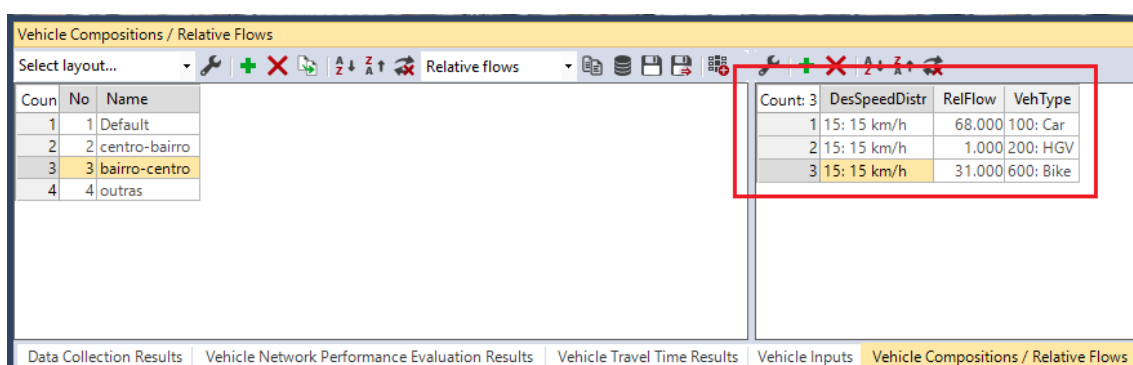 Vehicle Compositions / Relative Flows
Select layout... Relative flows
Coun No Name
1 1 Default
2 2 centro-bairro
3 3 bairro-centro
4 4 outras
Count: 3 DesSpeedDistr RelFlow VehType
1 15: 15 km/h 68.000 100: Car
2 15: 15 km/h 1.000 200: HGV
3 15: 15 km/h 31.000 600: Bike
Data Collection Results Vehicle Network Performance Evaluation Results Vehicle Travel Time Results Vehicle Inputs Vehicle Compositions / Relative Flows